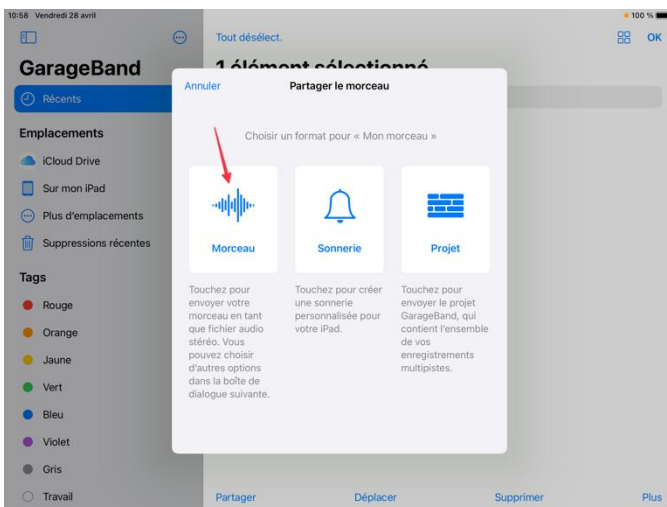 10:58 Vendredi 28 avril
100 %
Tout désélect.
OK
GarageBand
1 élément sélectionné
Récents
Emplacements
iCloud Drive
Sur mon iPad
Plus d'emplacements
Suppressions récentes
Tags
Rouge
Orange
Jaune
Vert
Bleu
Violet
Gris
Travail
Annuler
Partager le morceau
Choisir un format pour « Mon morceau »
Morceau
Touchez pour
envoyer votre
morceau en tant
que fichier audio
stéréo. Vous
pouvez choisir
d'autres options
dans la boîte de
dialogue suivante.
Sonnerie
Touchez pour créer
une sonnerie
personnalisée pour
votre iPad.
Projet
Touchez pour
envoyer le projet
GarageBand, qui
contient l'ensemble
de vos
enregistrements
multipistes.
Partager
Déplacer
Supprimer
Plus